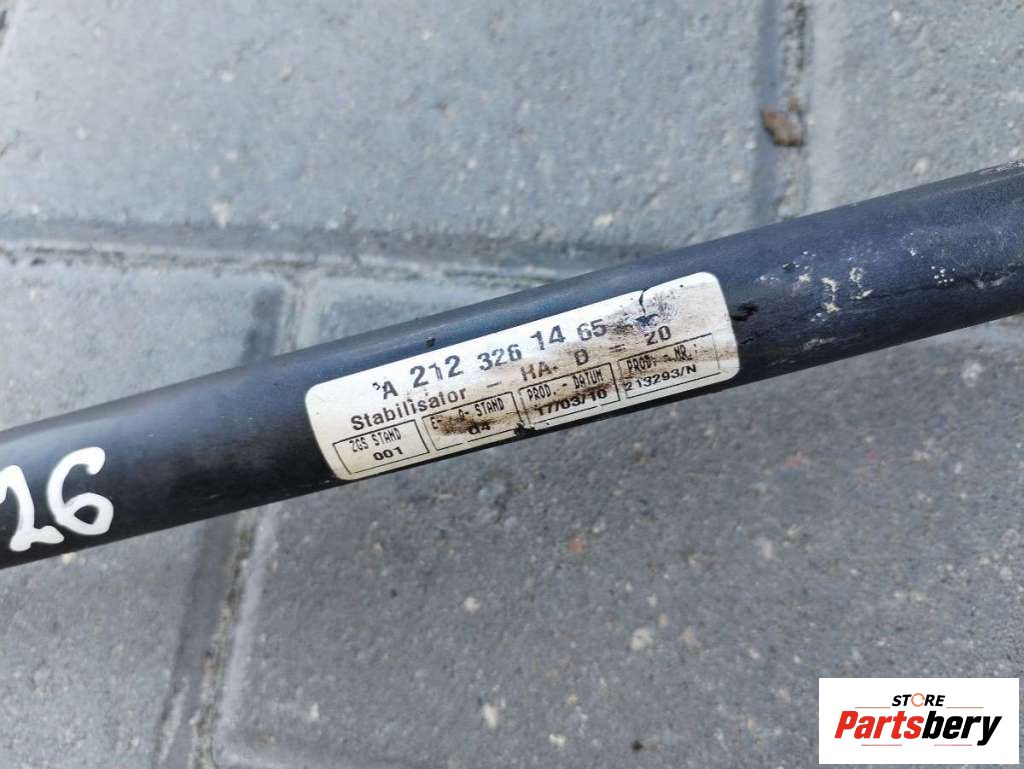 A 212 326 14 65
Stabilisator - HA. D - 20
ZGS STAND
001
E - Q- STAND
Q4
PROD. - DATUM
17/03/10
PROD. - NR.
213293/N
26
STORE
Partsbery